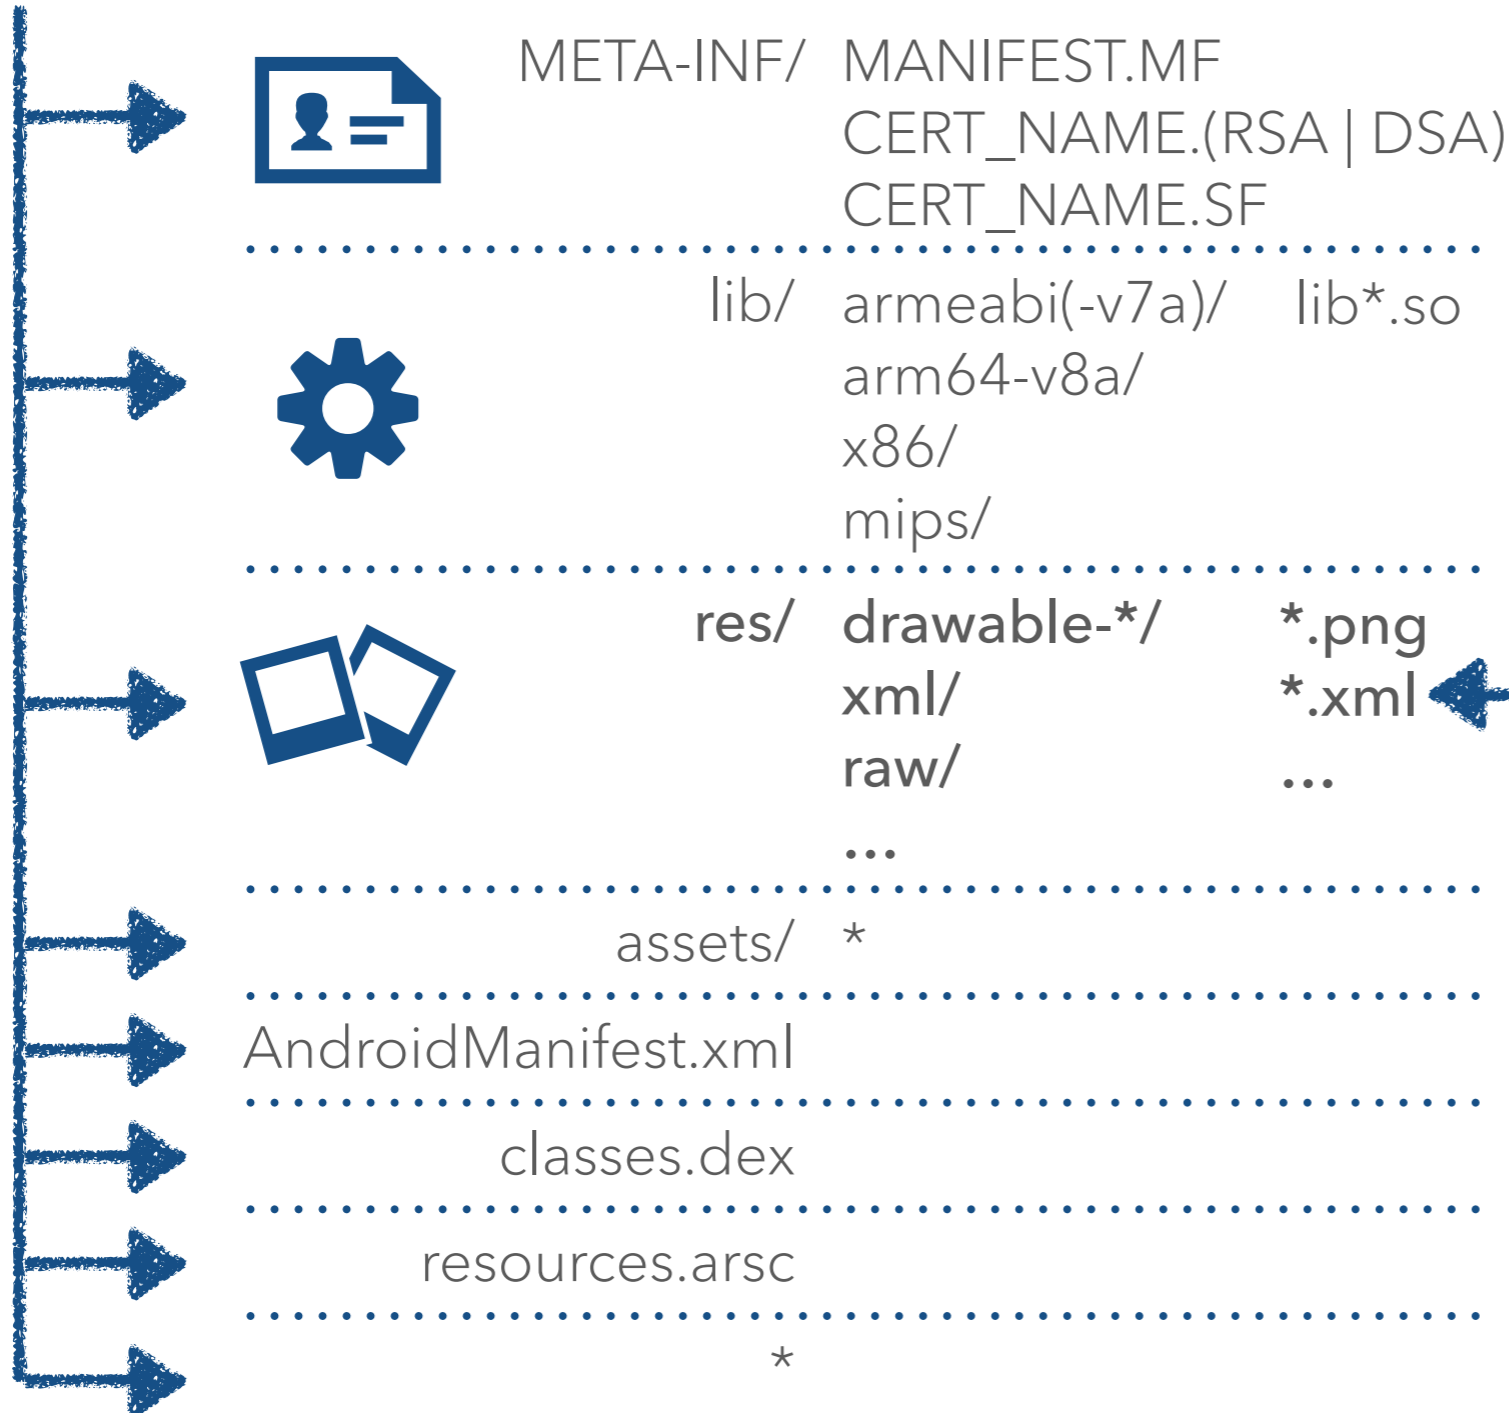 META-INF/ MANIFEST.MF
CERT_NAME.(RSA | DSA)
CERT_NAME.SF
lib/ armeabi(-v7a)/ lib*.so
arm64-v8a/
x86/
mips/
res/ drawable-*/ *.png
xml/ *.xml
raw/ ...
...
assets/ *
AndroidManifest.xml
classes.dex
resources.arsc
*